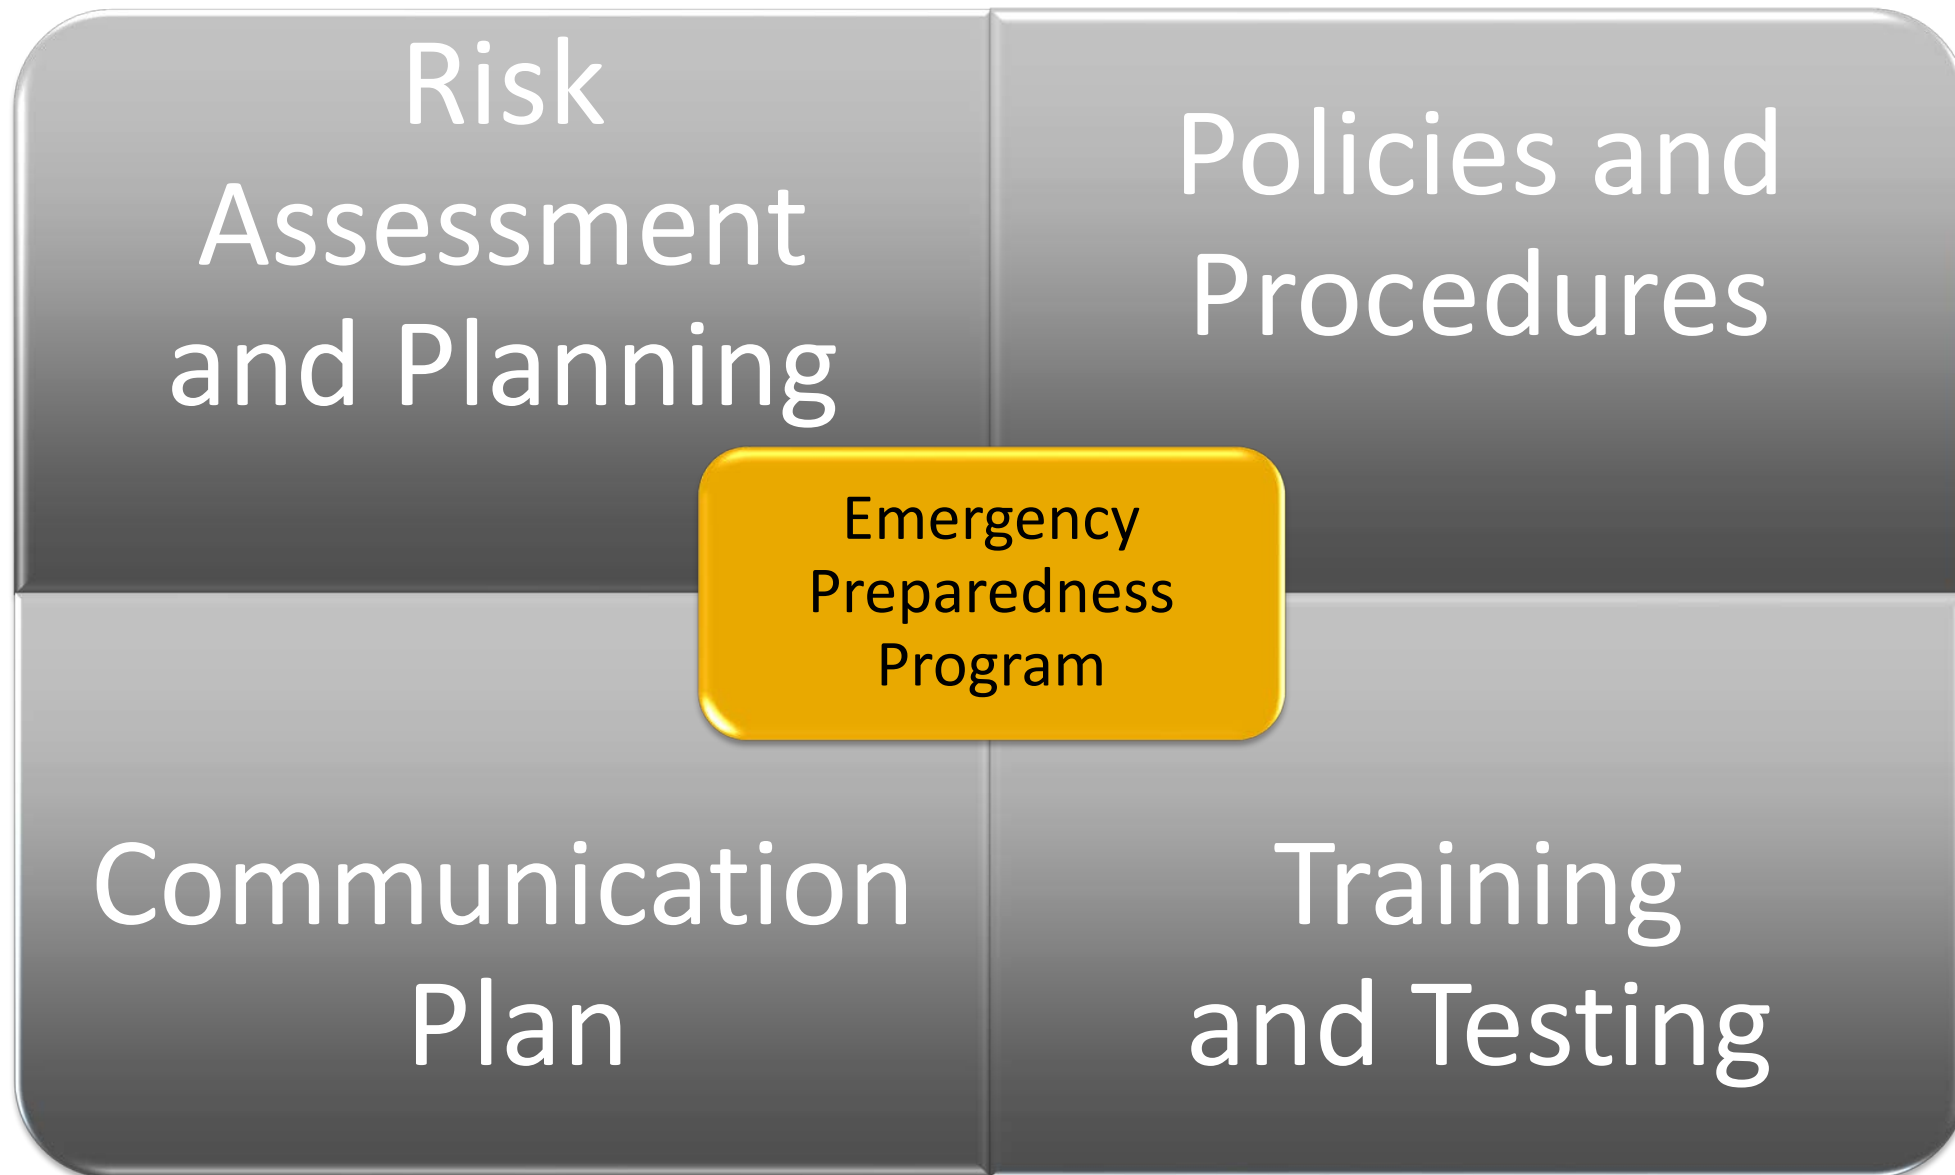 Risk
Assessment
and Planning
Policies and
Procedures
Emergency
Preparedness
Program
Communication
Plan
Training
and Testing